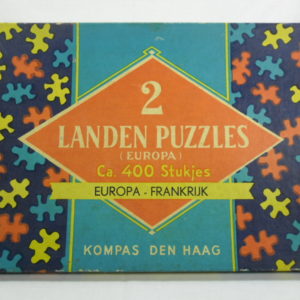 2
LANDEN PUZZLES
(EUROPA)
Ca. 400 Stukjes
EUROPA - FRANKRIJK
KOMPAS DEN HAAG